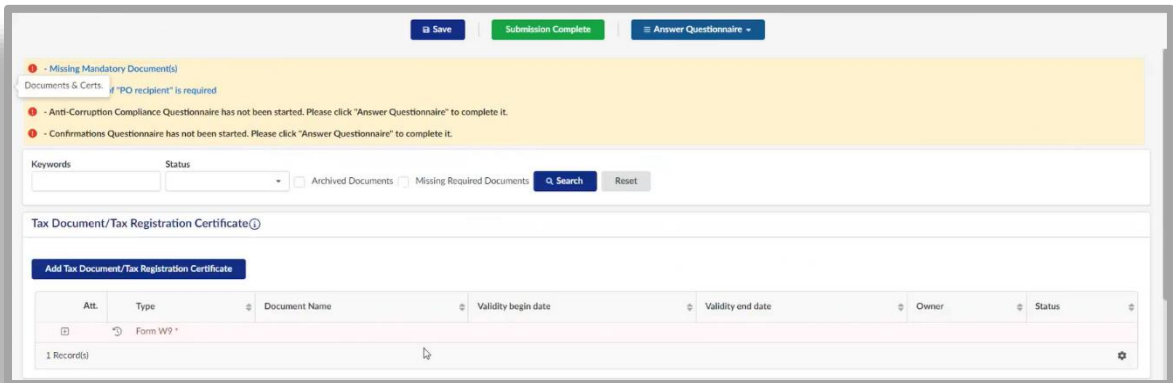 Save
Submission Complete
Answer Questionnaire
- Missing Mandatory Document(s)
Documents & Certs.
of "PO recipient" is required
- Anti-Corruption Compliance Questionnaire has not been started. Please click "Answer Questionnaire" to complete it.
- Confirmations Questionnaire has not been started. Please click "Answer Questionnaire" to complete it.
Keywords
Status
Archived Documents
Missing Required Documents
Search
Reset
Tax Document/Tax Registration Certificate
Add Tax Document/Tax Registration Certificate
Att. Type Document Name Validity begin date Validity end date Owner Status
Form W9 *
1 Record(s)